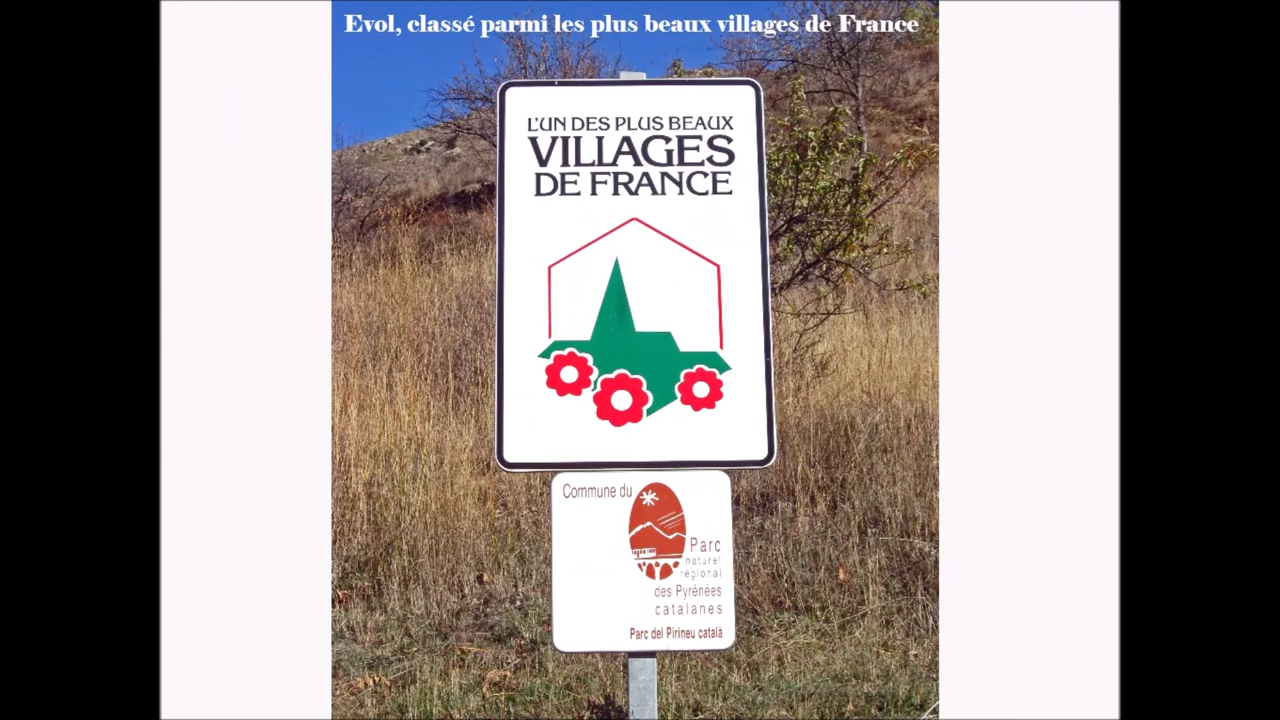 Evol, classé parmi les plus beaux villages de France
L'UN DES PLUS BEAUX
VILLAGES
DE FRANCE
Commune du
Parc
naturel
régional
des Pyrénées
catalanes
Parc del Pirineu català